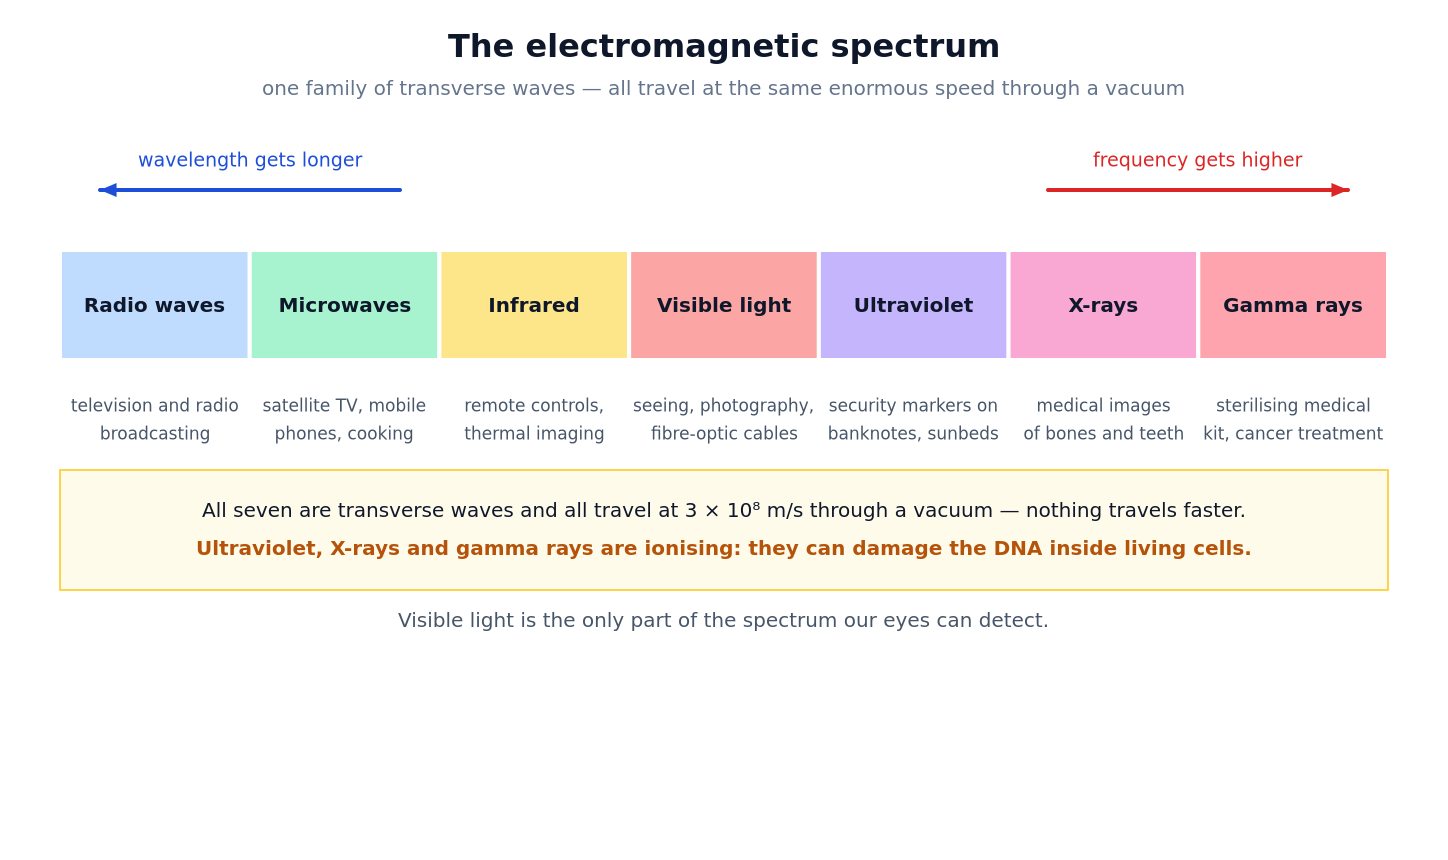 The electromagnetic spectrum
one family of transverse waves — all travel at the same enormous speed through a vacuum
wavelength gets longer
frequency gets higher
Radio waves
Microwaves
Infrared
Visible light
Ultraviolet
X-rays
Gamma rays
television and radio
broadcasting
satellite TV, mobile
phones, cooking
remote controls,
thermal imaging
seeing, photography,
fibre-optic cables
security markers on
banknotes, sunbeds
medical images
of bones and teeth
sterilising medical
kit, cancer treatment
All seven are transverse waves and all travel at 3 × 10⁸ m/s through a vacuum — nothing travels faster.
Ultraviolet, X-rays and gamma rays are ionising: they can damage the DNA inside living cells.
Visible light is the only part of the spectrum our eyes can detect.